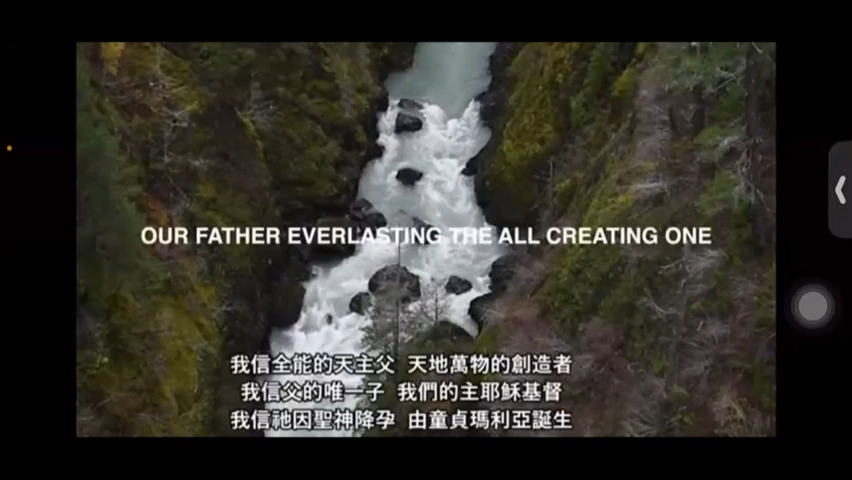 OUR FATHER EVERLASTING THE ALL CREATING ONE
我信全能的天主父 天地萬物的創造者
我信父的唯一子 我們的主耶穌基督
我信祂因聖神降孕 由童貞瑪利亞誕生